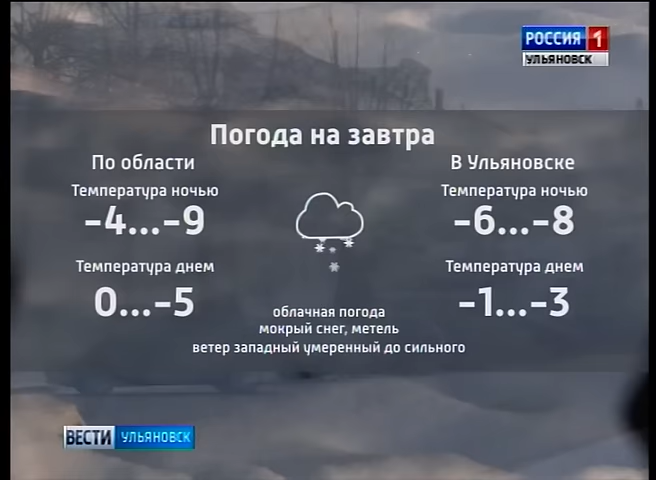 РОССИЯ 1
УЛЬЯНОВСК
Погода на завтра
По области
Температура ночью
-4...-9
Температура днем
0...-5
В Ульяновске
Температура ночью
-6...-8
Температура днем
-1...-3
облачная погода
мокрый снег, метель
ветер западный умеренный до сильного
ВЕСТИ УЛЬЯНОВСК